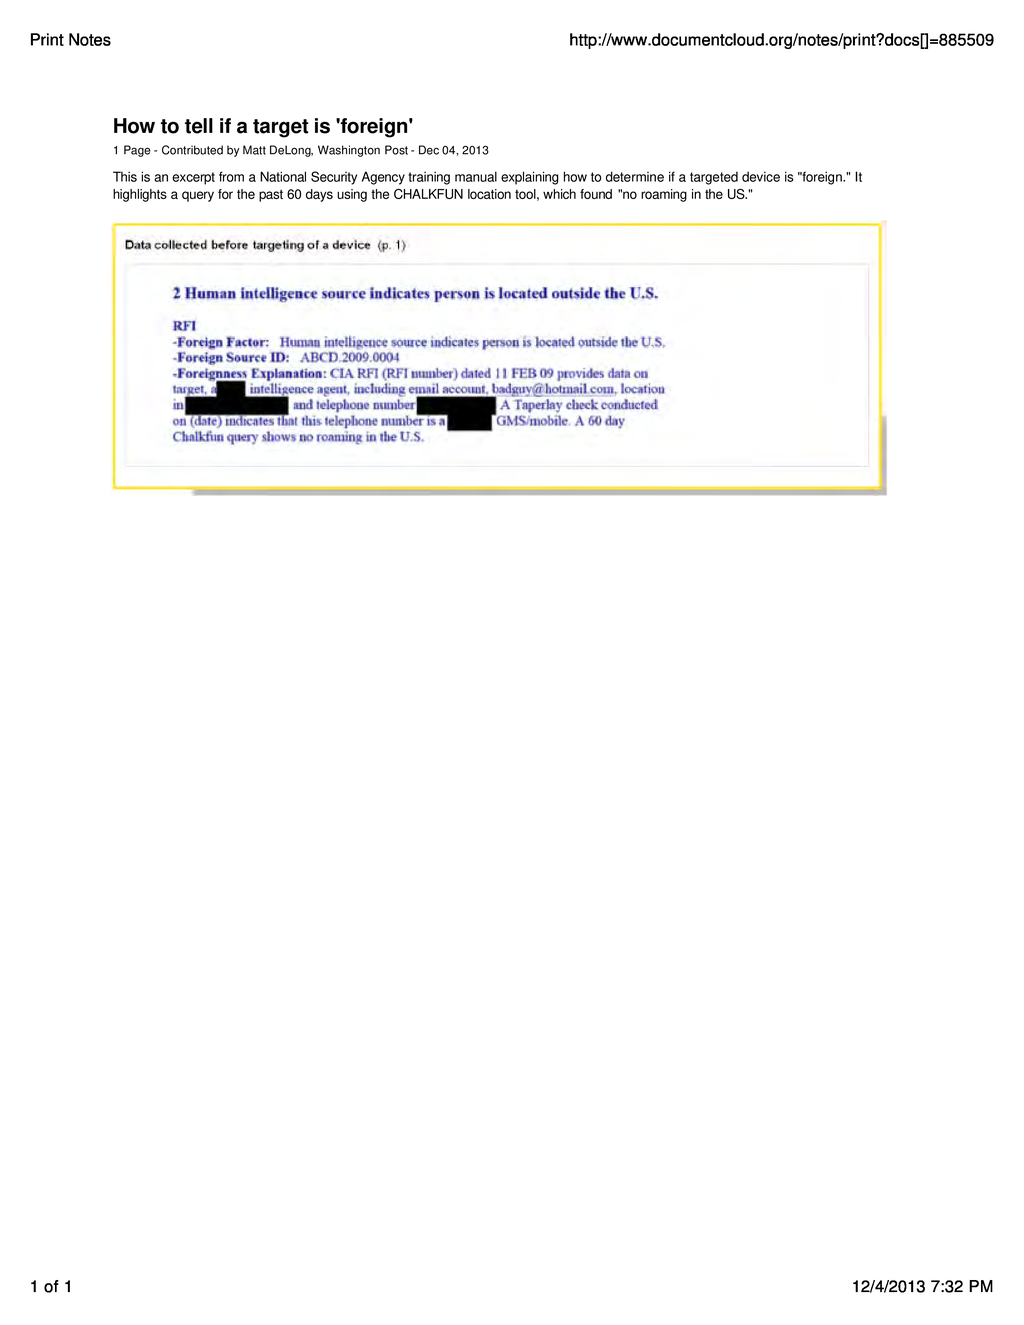 Print Notes
http://www.documentcloud.org/notes/print?docs[]=885509
How to tell if a target is 'foreign'
1 Page - Contributed by Matt DeLong, Washington Post - Dec 04, 2013
This is an excerpt from a National Security Agency training manual explaining how to determine if a targeted device is "foreign." It
highlights a query for the past 60 days using the CHALKFUN location tool, which found "no roaming in the US."
Data collected before targeting of a device (p. 1)
2 Human intelligence source indicates person is located outside the U.S.
RFI
-Foreign Factor: Human intelligence source indicates person is located outside the U.S.
-Foreign Source ID: ABCD.2009.0004
-Foreignness Explanation: CIA RFI (RFI number) dated 11 FEB 09 provides data on
target, a intelligence agent, including email account, badguy@hotmail.com, location
in and telephone number A Taperlay check conducted
on (date) indicates that this telephone number is a GMS/mobile. A 60 day
Chalkfun query shows no roaming in the U.S.
1 of 1
12/4/2013 7:32 PM